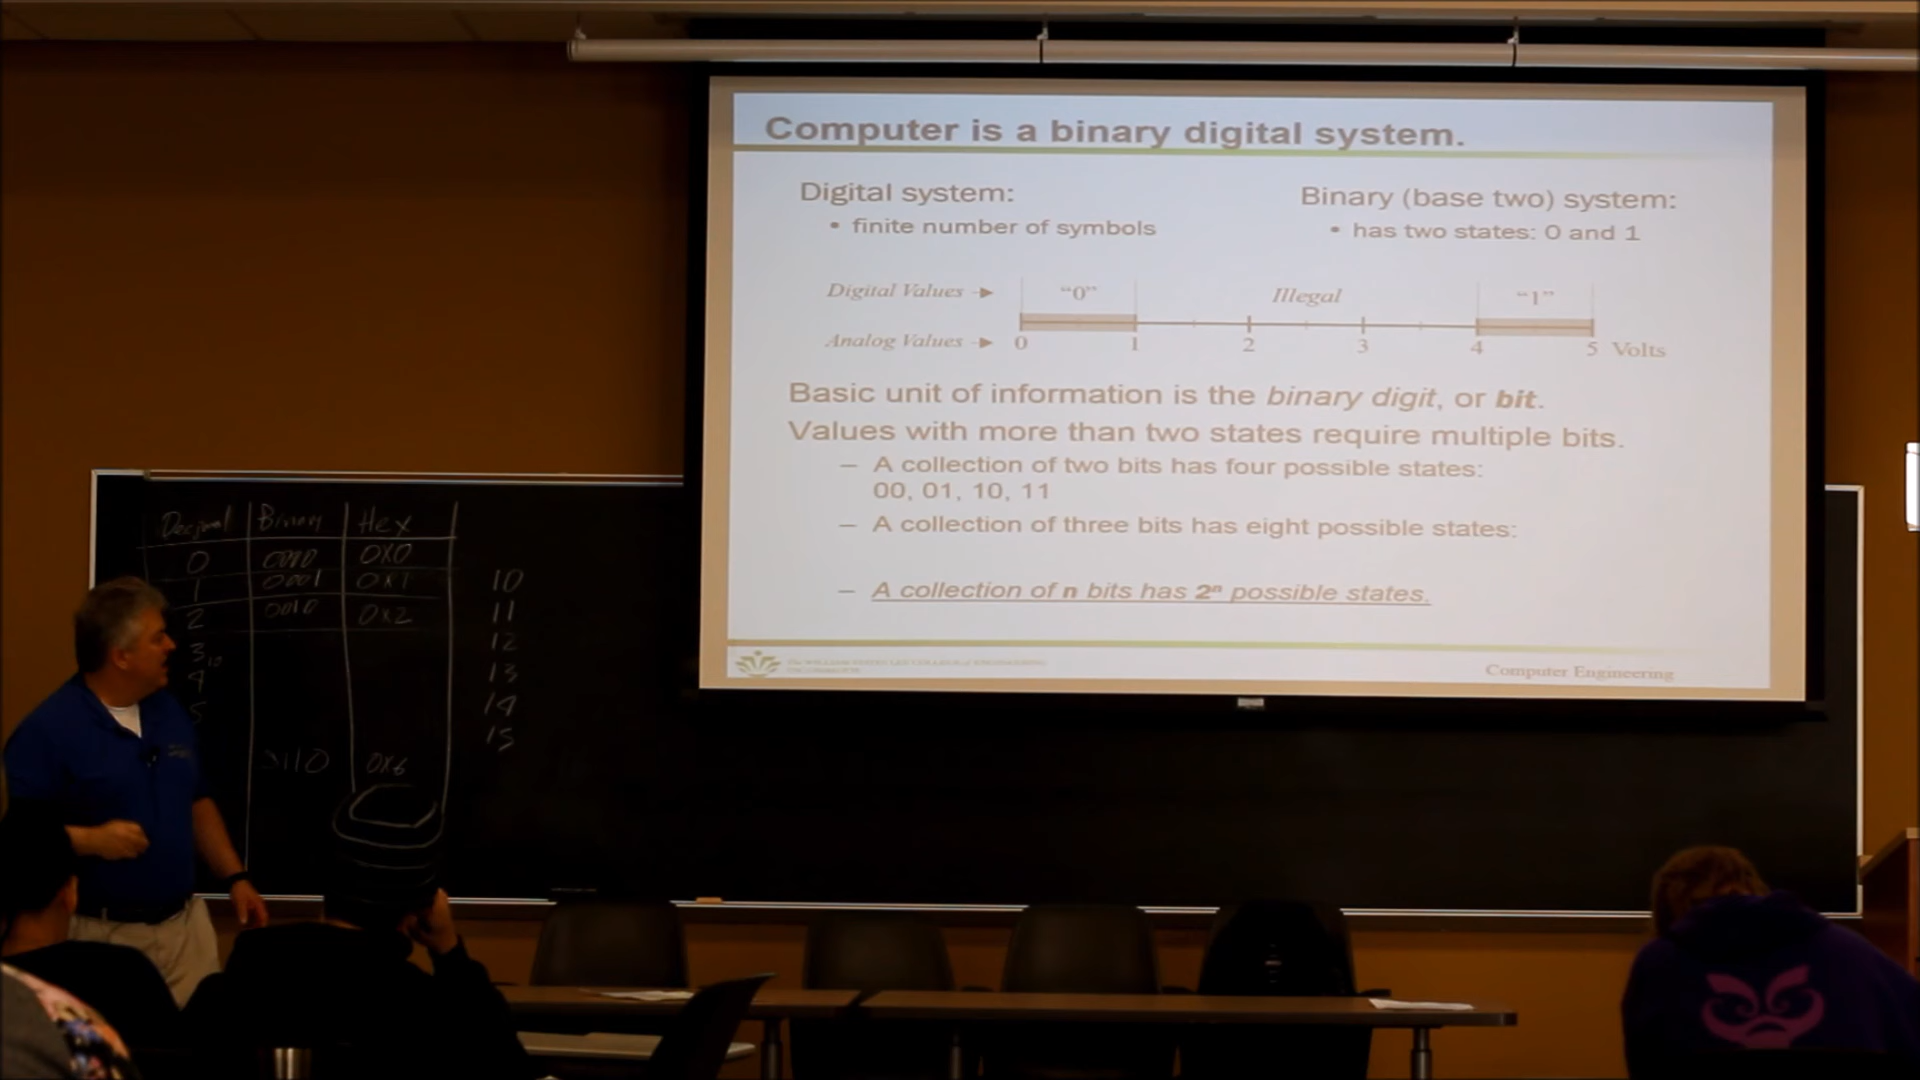 Computer is a binary digital system.
Digital system:
• finite number of symbols
Binary (base two) system:
• has two states: 0 and 1
Digital Values "0" Illegal "1"
Analog Values 0 1 2 3 4 5 Volts
Basic unit of information is the binary digit, or bit.
Values with more than two states require multiple bits.
– A collection of two bits has four possible states:
00, 01, 10, 11
– A collection of three bits has eight possible states:
– A collection of n bits has 2ⁿ possible states.
Computer Engineering
Decimal Binary Hex
0 0000 0x0
1 0001 0x1
2 0010 0x2
3₁₀
4
5
0110 0x6
10
11
12
13
14
15